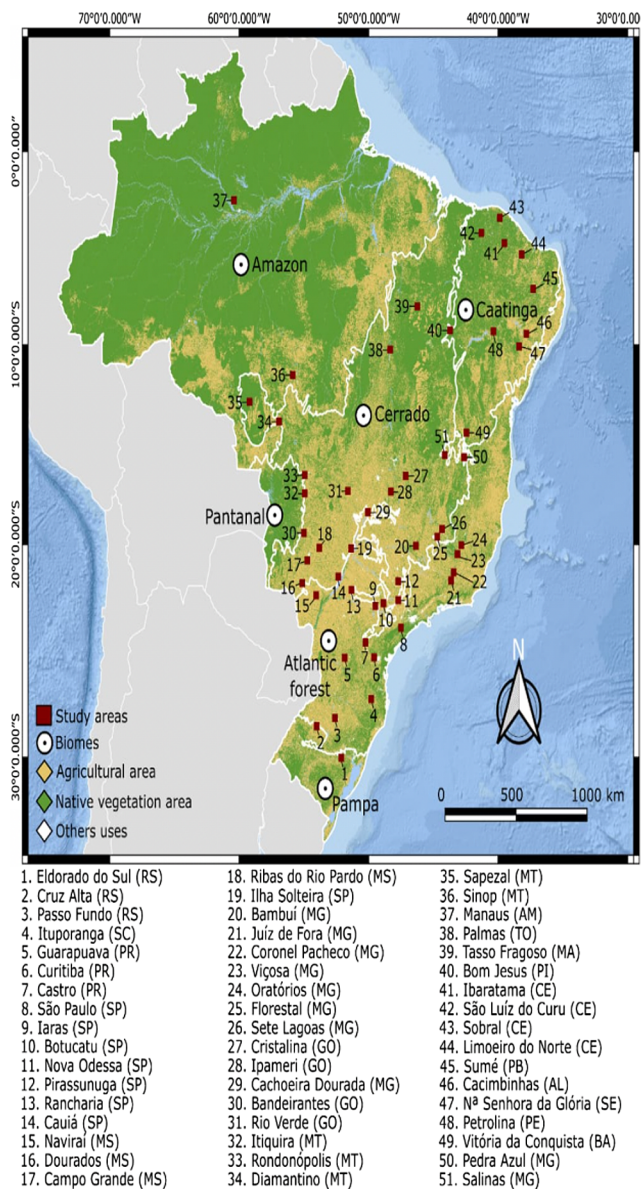 70°0'0.000" 60°0'0.000" 50°0'0.000" 40°0'0.000" 30°0'0.00
0°0'0.000"
10°0'0.000"S
20°0'0.000"S
30°0'0.000"S
37
Amazon
43
42
41
44
45
39
Caatinga
40
46
48
47
38
36
35
Cerrado
34
49
51
50
33
27
32
31
28
29
Pantanal
26
30
18
19
20
25
24
23
17
16
14
12
22
15
13
9
11
21
10
8
7
Atlantic
forest
5
6
4
3
2
1
Pampa
N
0 500 1000 km
Study areas
Biomes
Agricultural area
Native vegetation area
Others uses
1. Eldorado do Sul (RS)
2. Cruz Alta (RS)
3. Passo Fundo (RS)
4. Ituporanga (SC)
5. Guarapuava (PR)
6. Curitiba (PR)
7. Castro (PR)
8. São Paulo (SP)
9. Iaras (SP)
10. Botucatu (SP)
11. Nova Odessa (SP)
12. Pirassunuga (SP)
13. Rancharia (SP)
14. Cauiá (SP)
15. Naviraí (MS)
16. Dourados (MS)
17. Campo Grande (MS)
18. Ribas do Rio Pardo (MS)
19. Ilha Solteira (SP)
20. Bambuí (MG)
21. Juíz de Fora (MG)
22. Coronel Pacheco (MG)
23. Viçosa (MG)
24. Oratórios (MG)
25. Florestal (MG)
26. Sete Lagoas (MG)
27. Cristalina (GO)
28. Ipameri (GO)
29. Cachoeira Dourada (MG)
30. Bandeirantes (GO)
31. Rio Verde (GO)
32. Itiquira (MT)
33. Rondonópolis (MT)
34. Diamantino (MT)
35. Sapezal (MT)
36. Sinop (MT)
37. Manaus (AM)
38. Palmas (TO)
39. Tasso Fragoso (MA)
40. Bom Jesus (PI)
41. Ibaratama (CE)
42. São Luíz do Curu (CE)
43. Sobral (CE)
44. Limoeiro do Norte (CE)
45. Sumé (PB)
46. Cacimbinhas (AL)
47. Nª Senhora da Glória (SE)
48. Petrolina (PE)
49. Vitória da Conquista (BA)
50. Pedra Azul (MG)
51. Salinas (MG)